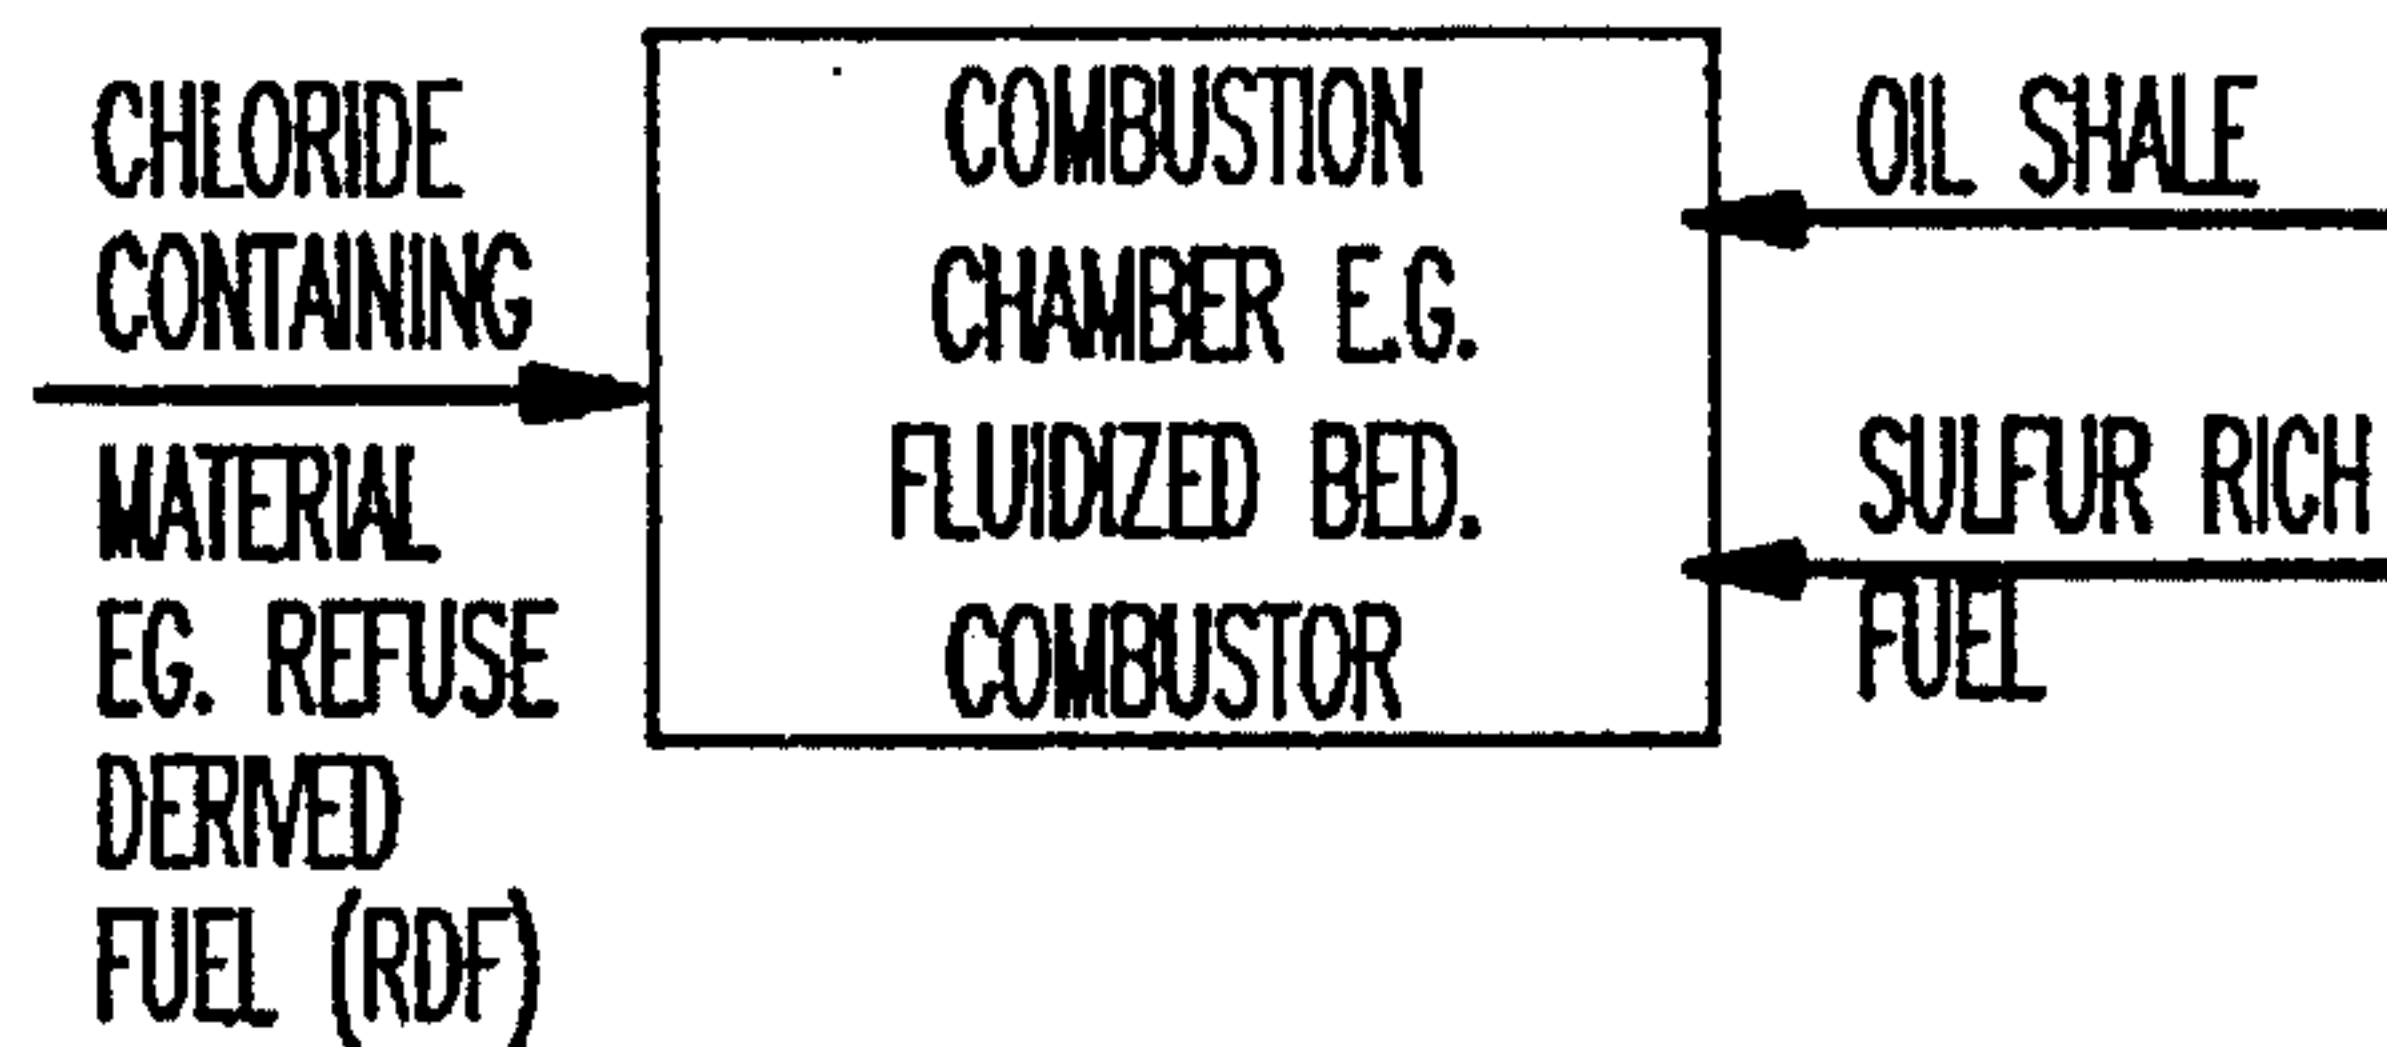 CHLORIDE
CONTAINING
MATERIAL
EG. REFUSE
DERIVED
FUEL (RDF)
COMBUSTION
CHAMBER E.G.
FLUIDIZED BED.
COMBUSTOR
OIL SHALE
SULFUR RICH
FUEL